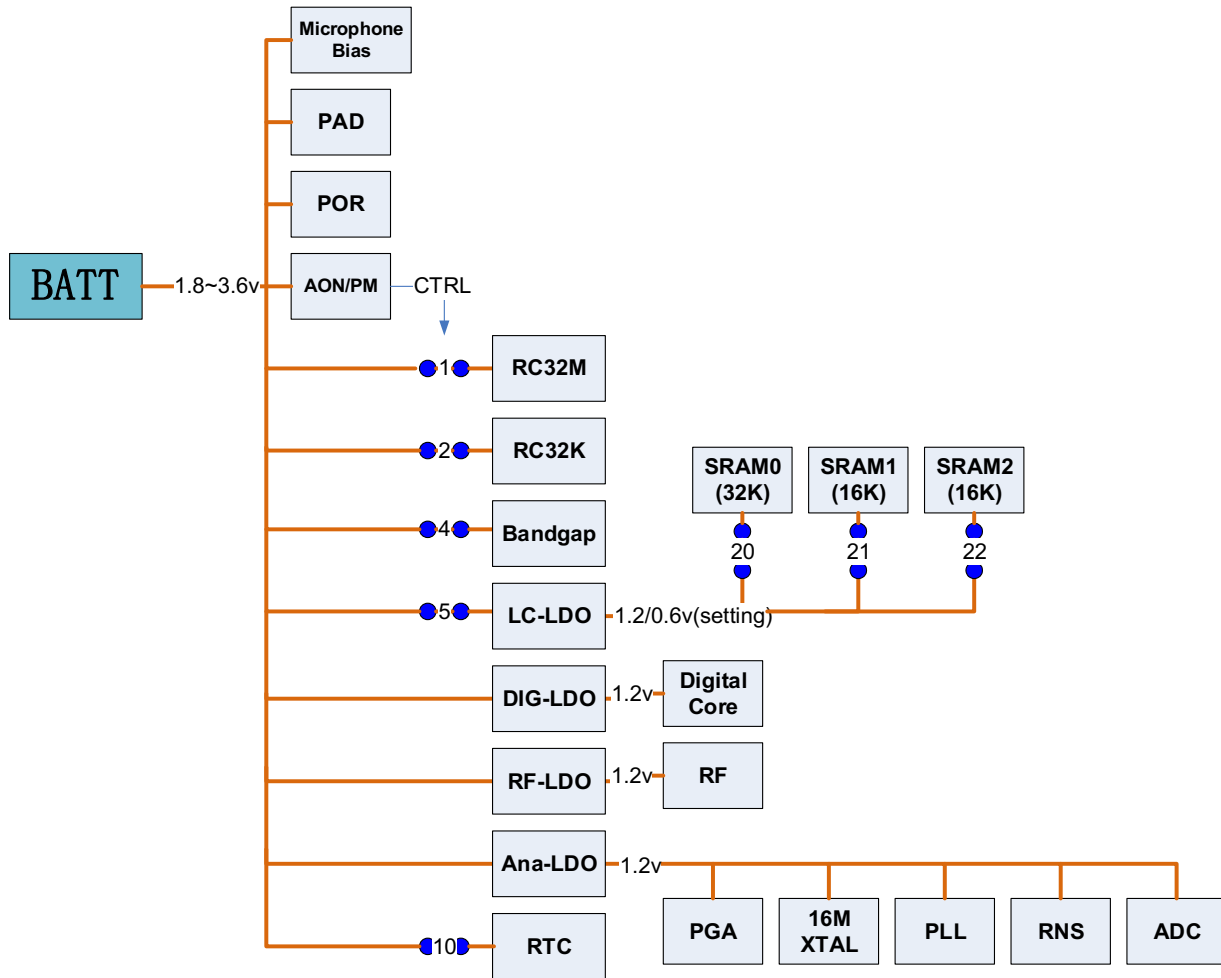 Microphone
Bias
PAD
POR
BATT
1.8~3.6v
AON/PM
CTRL
1
RC32M
2
RC32K
SRAM0
(32K)
SRAM1
(16K)
SRAM2
(16K)
4
Bandgap
20
21
22
5
LC-LDO
1.2/0.6v(setting)
DIG-LDO
1.2v
Digital
Core
RF-LDO
1.2v
RF
Ana-LDO
1.2v
PGA
16M
XTAL
PLL
RNS
ADC
10
RTC